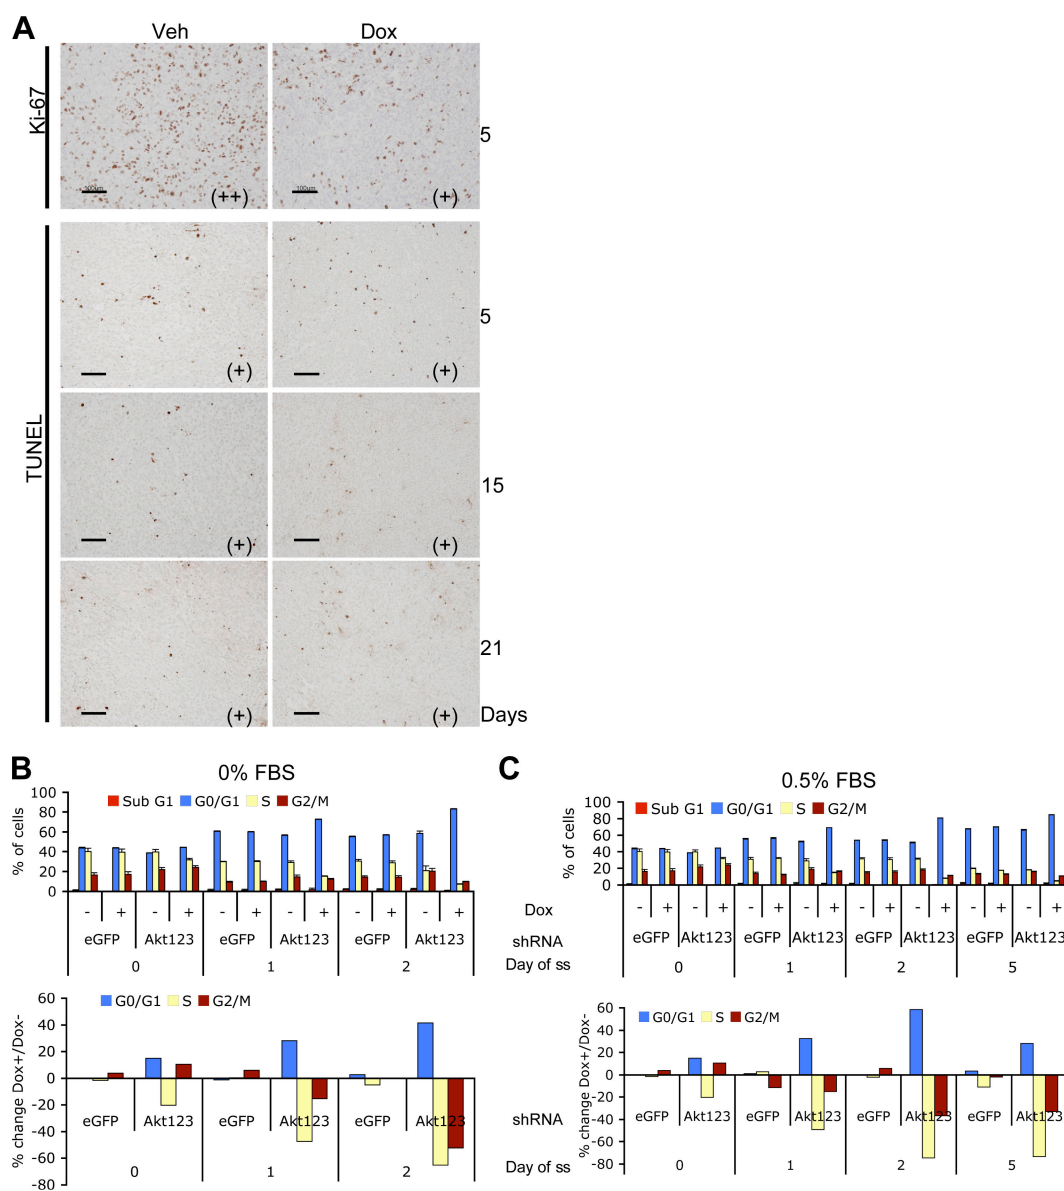 A
Veh Dox
Ki-67
100um 100um
(++) (+)
5
TUNEL
(+) (+)
5
(+) (+)
15
(+) (+)
21
Days
B
0% FBS
Sub G1 G0/G1 S G2/M
% of cells
100
80
60
40
20
0
- + - + - + - + - + - +
eGFP Akt123 eGFP Akt123 eGFP Akt123
0 1 2
G0/G1 S G2/M
% change Dox+/Dox-
60
40
20
0
-20
-40
-60
-80
eGFP Akt123 eGFP Akt123 eGFP Akt123
0 1 2
C
0.5% FBS
Sub G1 G0/G1 S G2/M
% of cells
100
80
60
40
20
0
Dox - + - + - + - + - + - + - + - +
shRNA eGFP Akt123 eGFP Akt123 eGFP Akt123 eGFP Akt123
Day of ss 0 1 2 5
G0/G1 S G2/M
% change Dox+/Dox-
60
40
20
0
-20
-40
-60
-80
shRNA eGFP Akt123 eGFP Akt123 eGFP Akt123 eGFP Akt123
Day of ss 0 1 2 5